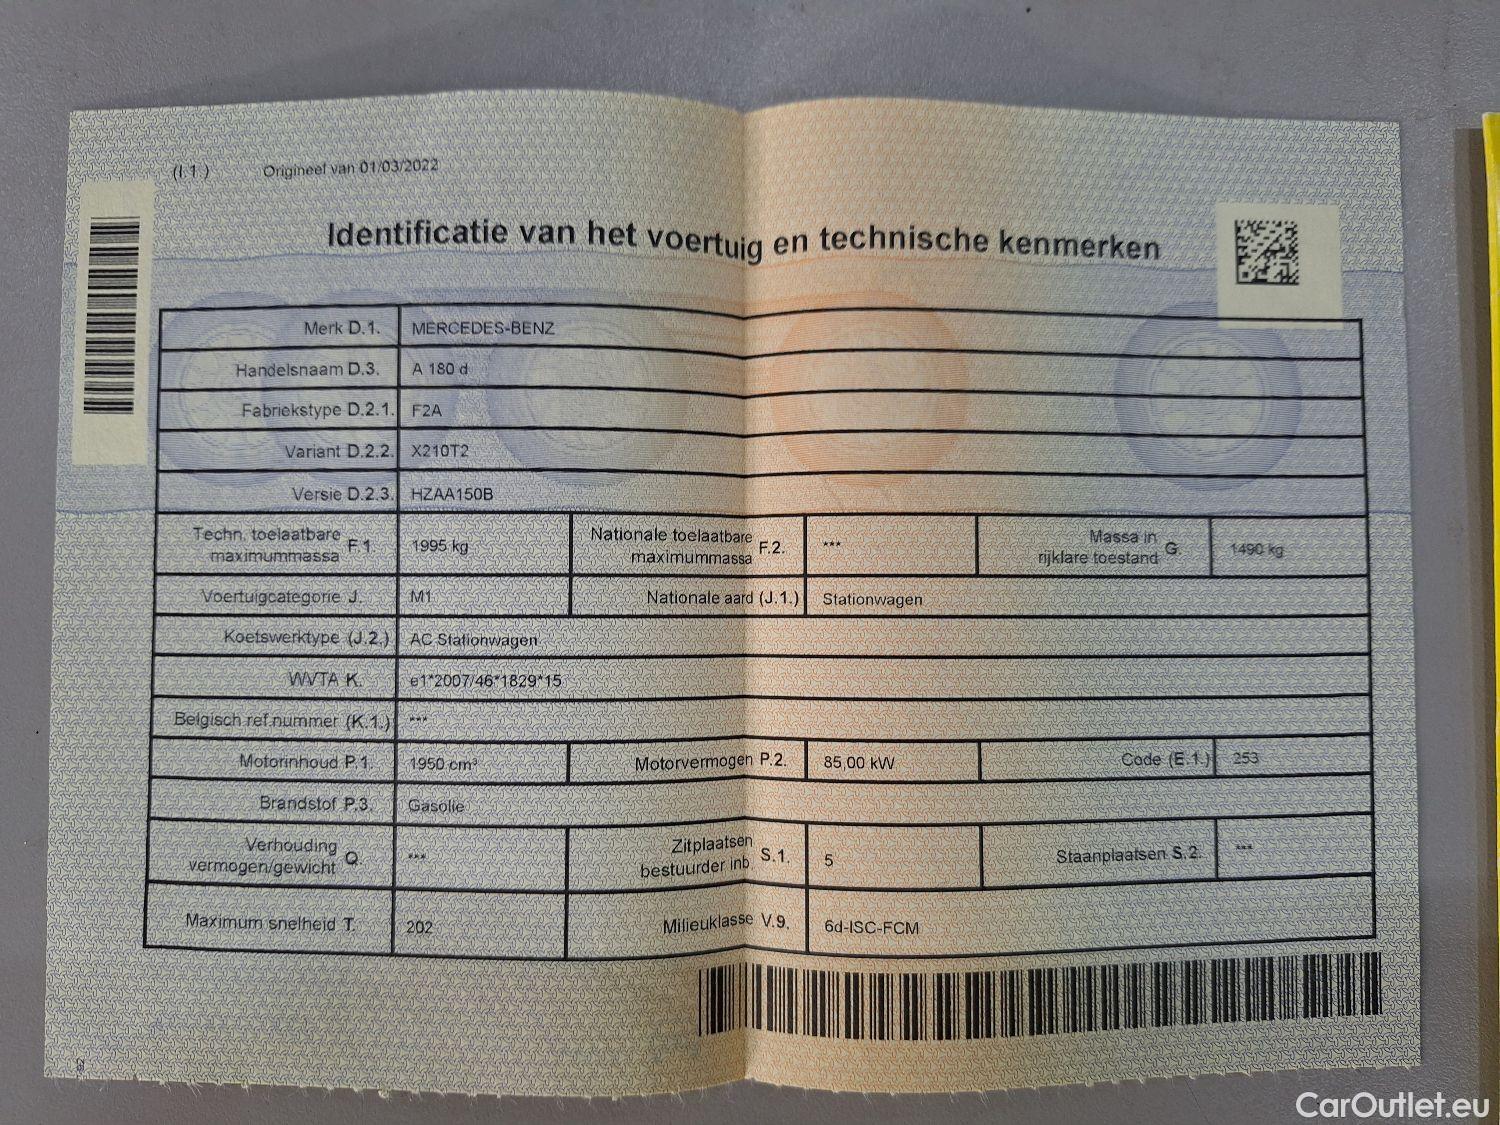 (I.1.) Origineel van 01/03/2022
Identificatie van het voertuig en technische kenmerken
Merk D.1. MERCEDES-BENZ
Handelsnaam D.3. A 180 d
Fabriekstype D.2.1. F2A
Variant D.2.2. X210T2
Versie D.2.3. HZAA150B
Techn. toelaatbare
maximummassa F.1. 1995 kg
Nationale toelaatbare
maximummassa F.2. ***
Massa in
rijklare toestand G. 1490 kg
Voertuigcategorie J. M1 Nationale aard (J.1.) Stationwagen
Koetswerktype (J.2.) AC Stationwagen
WVTA K. e1*2007/46*1829*15
Belgisch ref.nummer (K.1.) ***
Motorinhoud P.1. 1950 cm³ Motorvermogen P.2. 85,00 kW Code (E.1.) 253
Brandstof P.3. Gasolie
Verhouding
vermogen/gewicht Q. ***
Zitplaatsen
bestuurder inb. S.1. 5
Staanplaatsen S.2. ***
Maximum snelheid T. 202 Milieuklasse V.9. 6d-ISC-FCM
CarOutlet.eu